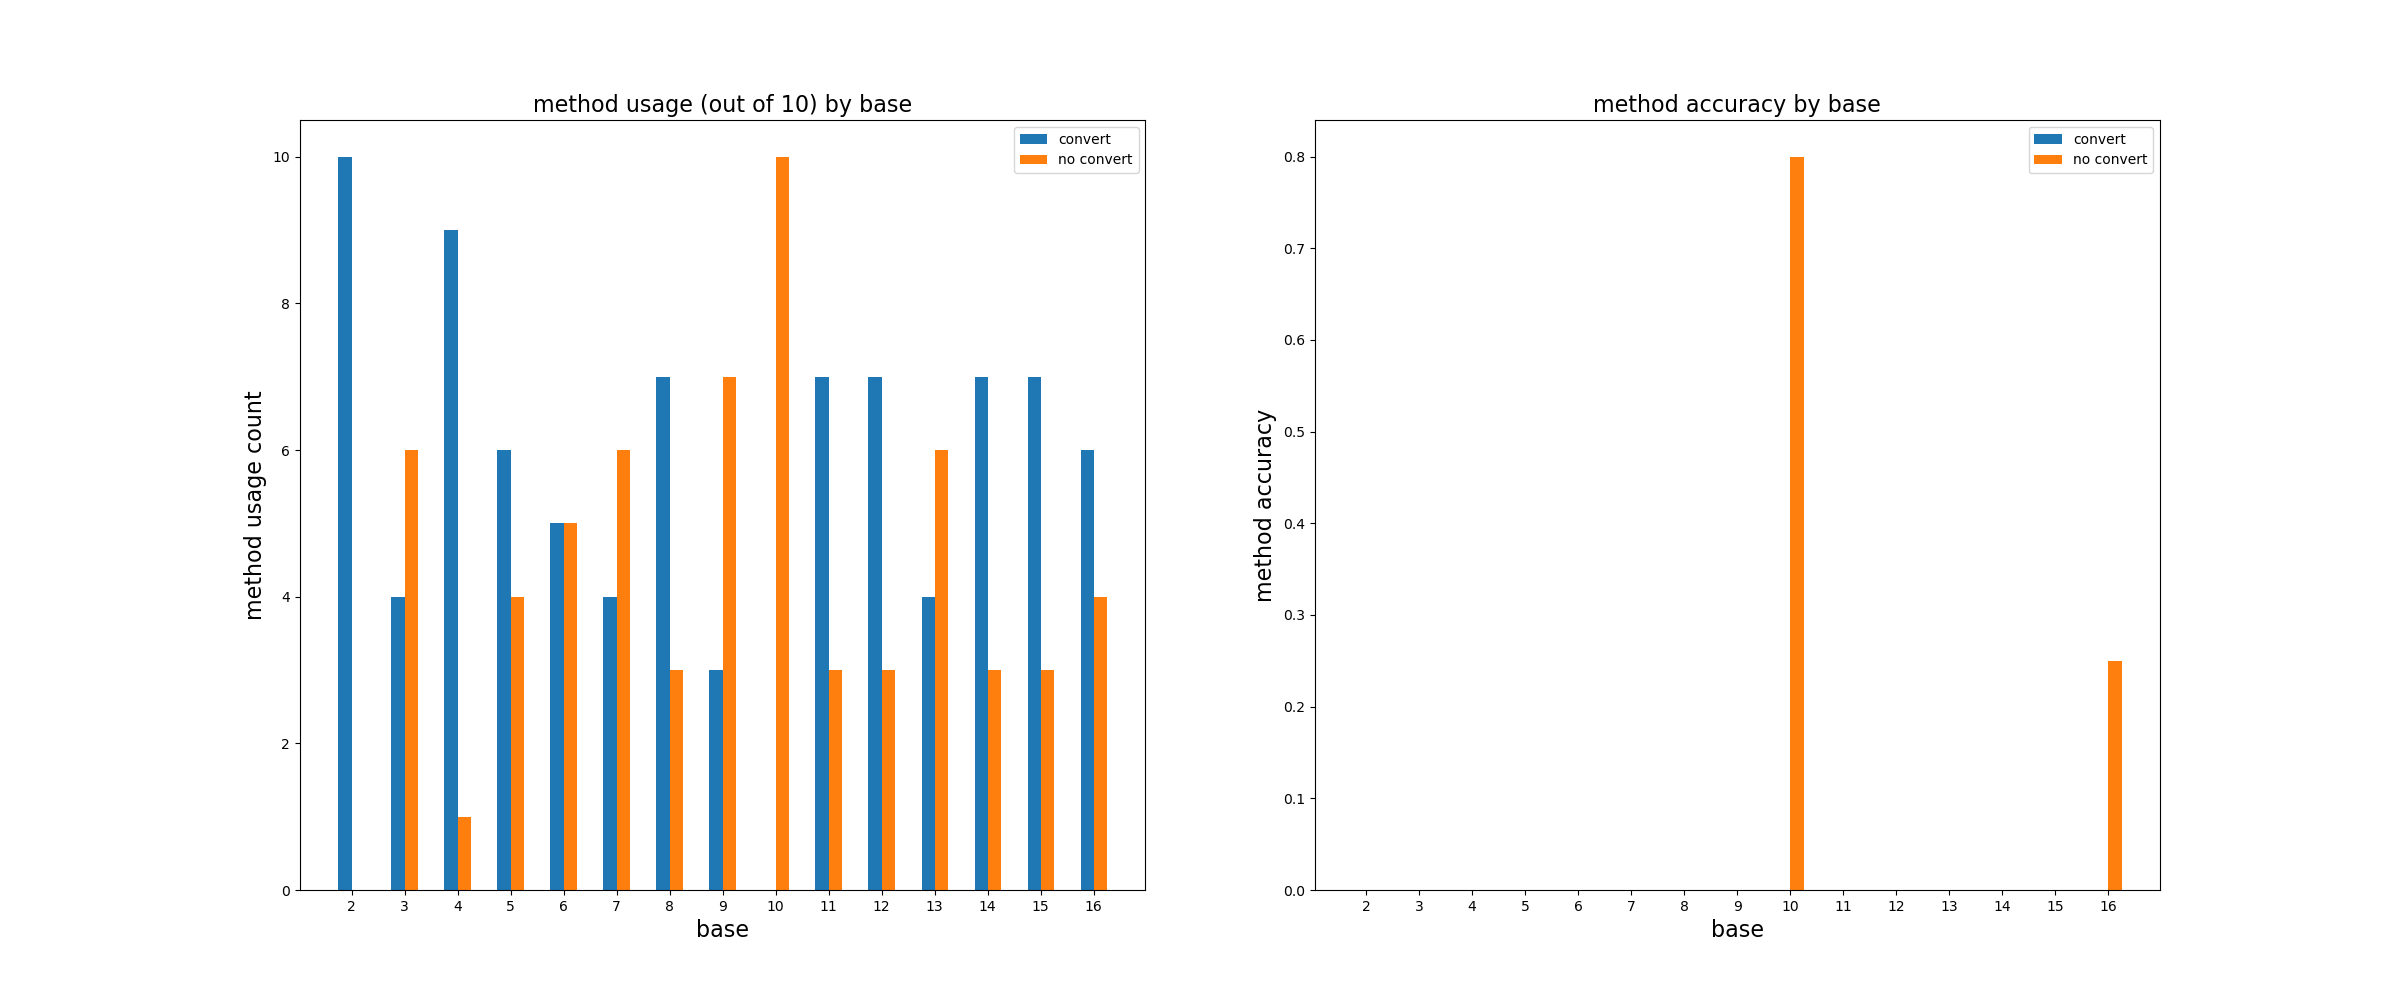 method usage (out of 10) by base
convert
no convert
10
8
6
4
2
0
method usage count
2 3 4 5 6 7 8 9 10 11 12 13 14 15 16
base
method accuracy by base
convert
no convert
0.8
0.7
0.6
0.5
0.4
0.3
0.2
0.1
0.0
method accuracy
2 3 4 5 6 7 8 9 10 11 12 13 14 15 16
base